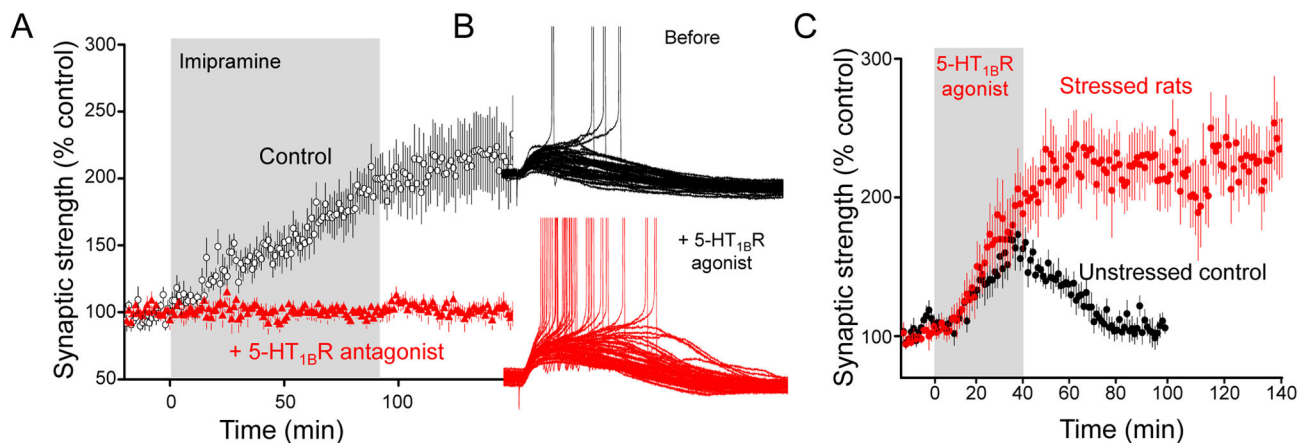 A
Synaptic strength (% control)
300
250
200
150
100
50
Imipramine
Control
+ 5-HT1BR antagonist
0
100
Time (min)
B
Before
+ 5-HT1BR
agonist
C
Synaptic strength (% control)
300
200
100
5-HT1BR
agonist
Stressed rats
Unstressed control
0
20
40
60
80
100
120
140
Time (min)